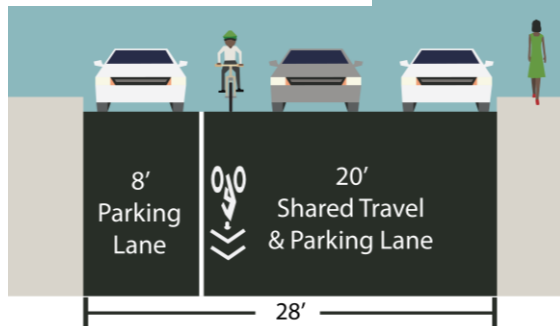 8’
Parking
Lane
20’
Shared Travel
& Parking Lane
28’